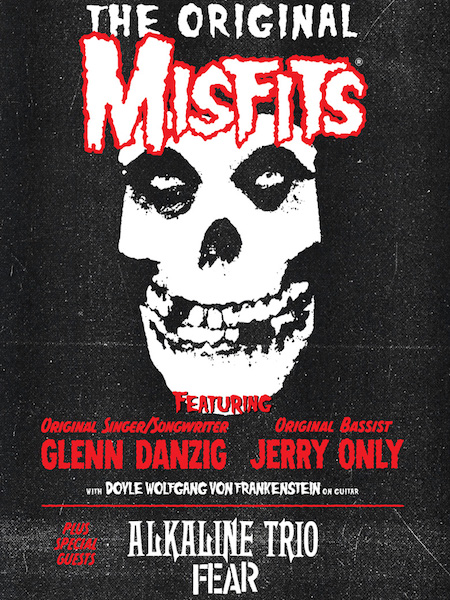 THE ORIGINAL
MISFITS®
FEATURING
ORIGINAL SINGER/SONGWRITER
GLENN DANZIG
ORIGINAL BASSIST
JERRY ONLY
WITH DOYLE WOLFGANG VON FRANKENSTEIN ON GUITAR
PLUS
SPECIAL
GUESTS
ALKALINE TRIO
FEAR